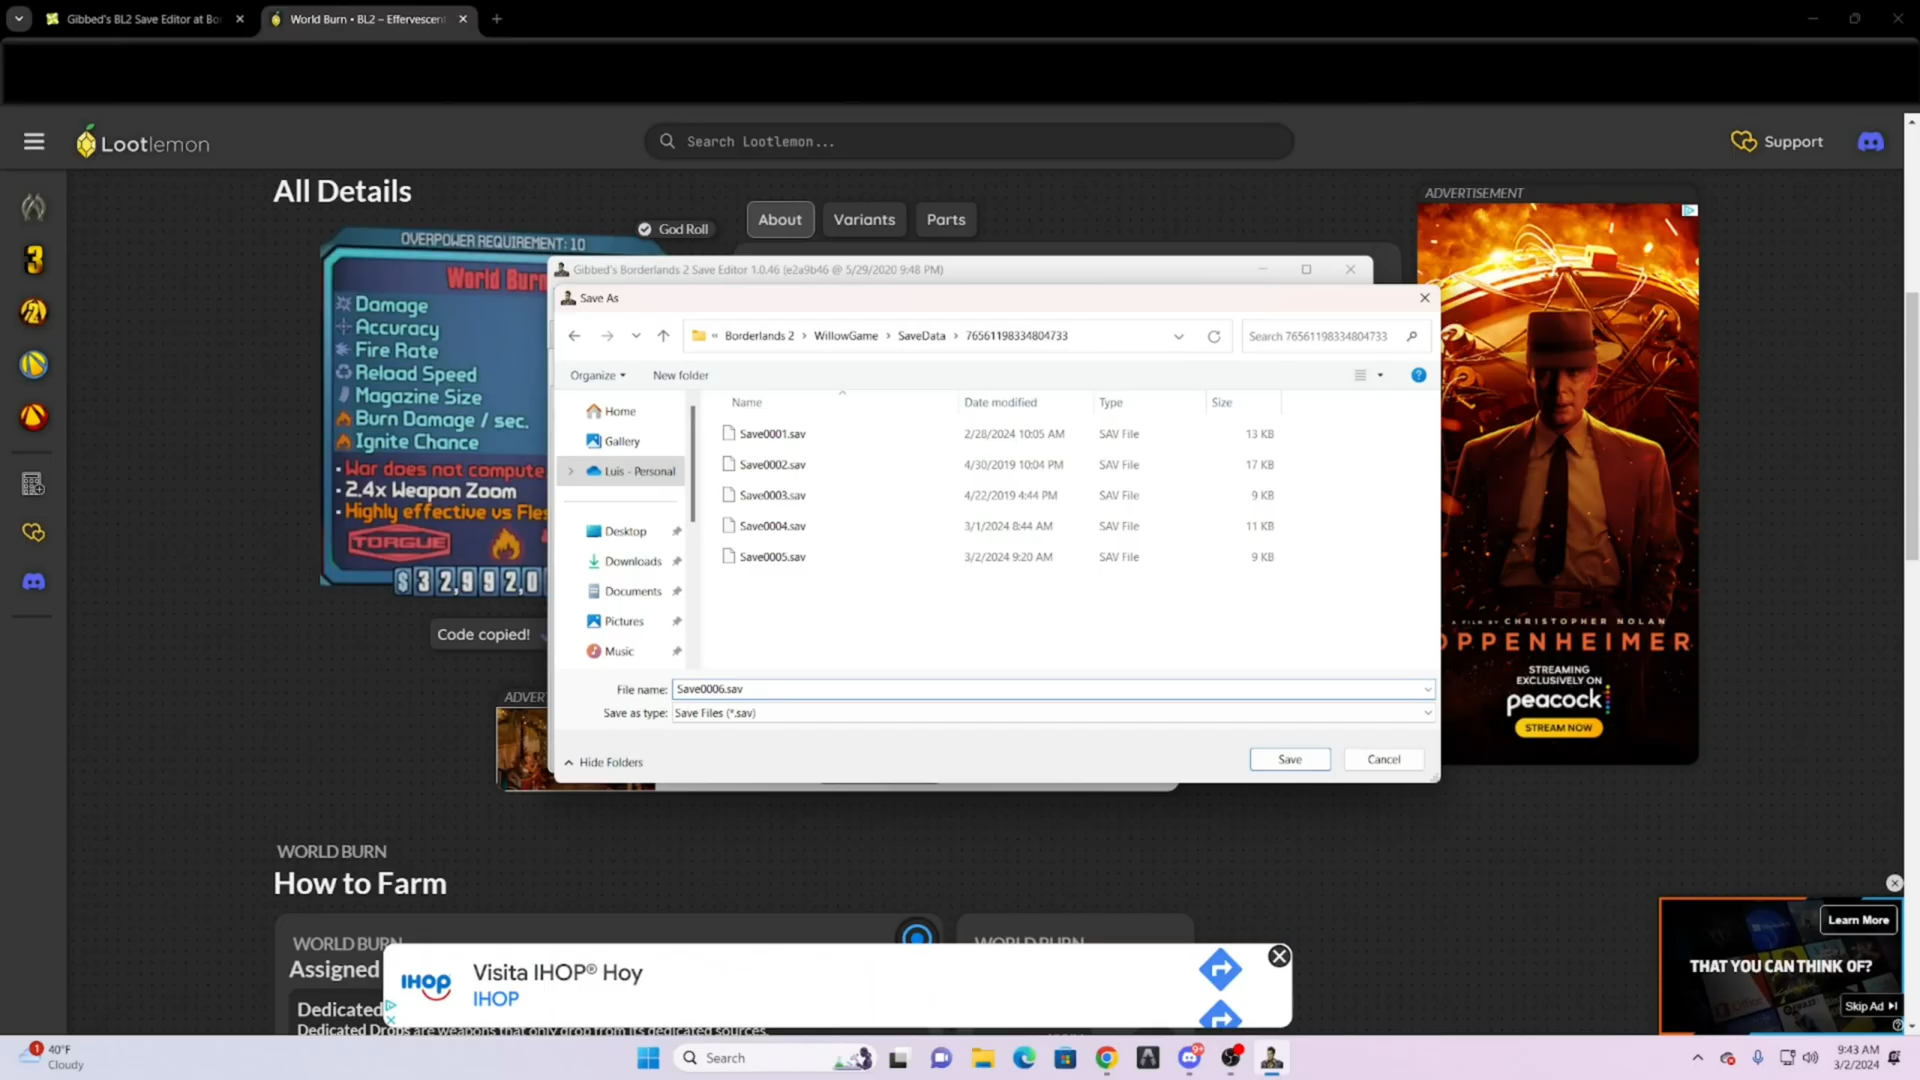 Gibbed's BL2 Save Editor at Bo
World Burn • BL2 – Effervescent
Lootlemon
Search Lootlemon...
Support
All Details
God Roll
About
Variants
Parts
ADVERTISEMENT
OVERPOWER REQUIREMENT: 10
World Burn
Damage
Accuracy
Fire Rate
Reload Speed
Magazine Size
Burn Damage / sec.
Ignite Chance
• War does not compute
• 2.4x Weapon Zoom
• Highly effective vs Fles
TORGUE
$32,992,0
Code copied!
Gibbed's Borderlands 2 Save Editor 1.0.46 (e2a9b46 @ 5/29/2020 9:48 PM)
Save As
« Borderlands 2 › WillowGame › SaveData › 76561198334804733
Search 76561198334804733
Organize
New folder
Home
Gallery
Luis - Personal
Desktop
Downloads
Documents
Pictures
Music
Name Date modified Type Size
Save0001.sav 2/28/2024 10:05 AM SAV File 13 KB
Save0002.sav 4/30/2019 10:04 PM SAV File 17 KB
Save0003.sav 4/22/2019 4:44 PM SAV File 9 KB
Save0004.sav 3/1/2024 8:44 AM SAV File 11 KB
Save0005.sav 3/2/2024 9:20 AM SAV File 9 KB
File name: Save0006.sav
Save as type: Save Files (*.sav)
Hide Folders
Save
Cancel
A FILM BY CHRISTOPHER NOLAN
OPPENHEIMER
STREAMING
EXCLUSIVELY ON
peacock
STREAM NOW
ADVER
WORLD BURN
How to Farm
WORLD BURN
Assigned
Dedicated
Dedicated Drops are weapons that only drop from its dedicated sources.
WORLD BURN
IHOP
Visita IHOP® Hoy
IHOP
Learn More
THAT YOU CAN THINK OF?
Skip Ad
1
40°F
Cloudy
Search
9+
9:43 AM
3/2/2024